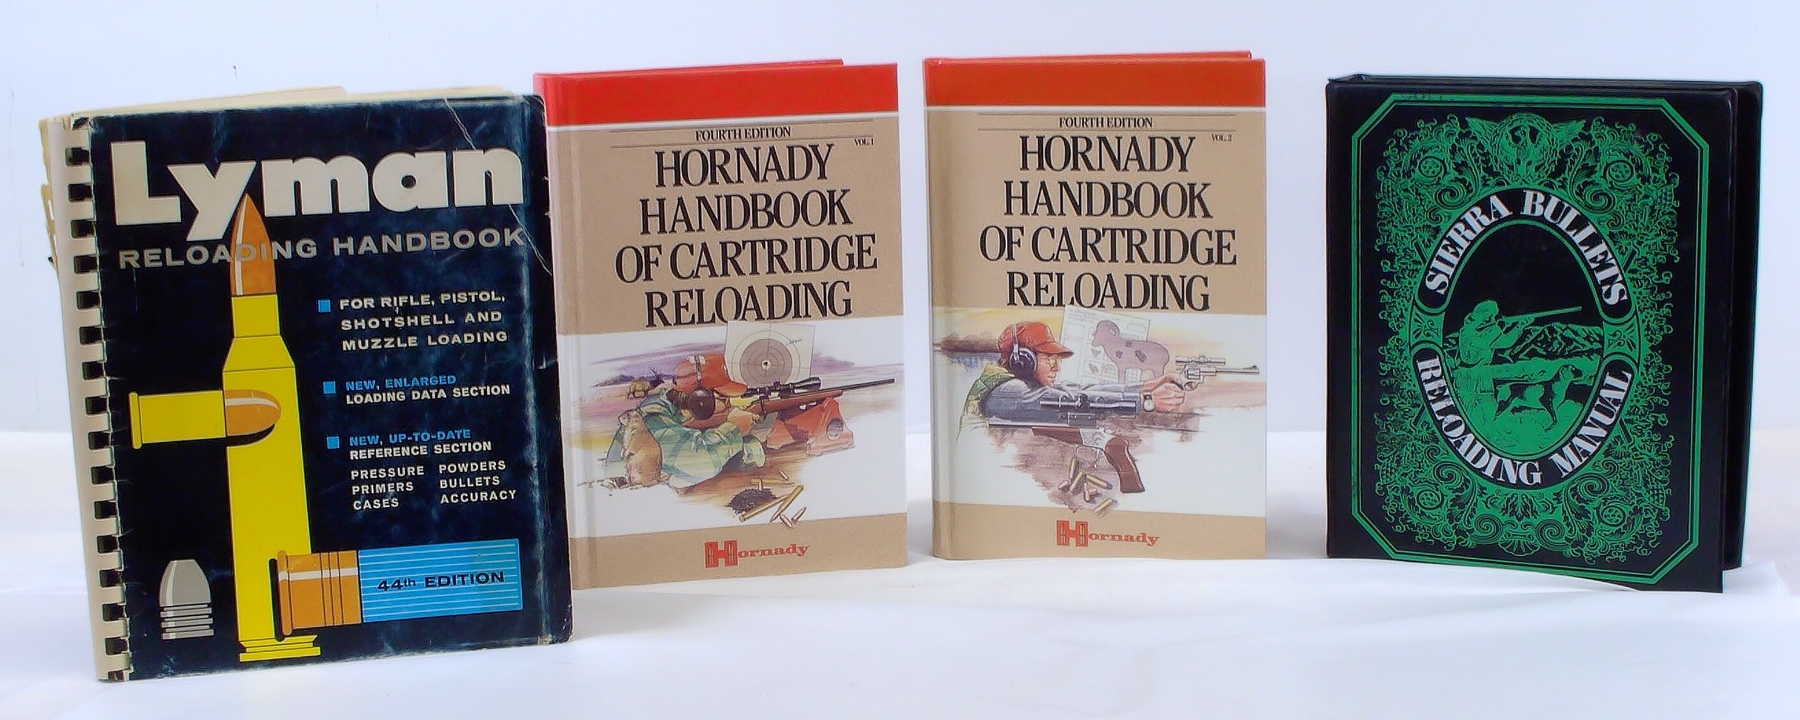 Lyman
RELOADING HANDBOOK
FOR RIFLE, PISTOL,
SHOTSHELL AND
MUZZLE LOADING
NEW, ENLARGED
LOADING DATA SECTION
NEW, UP-TO-DATE
REFERENCE SECTION
PRESSURE POWDERS
PRIMERS BULLETS
CASES ACCURACY
44th EDITION
FOURTH EDITION
VOL. 1
HORNADY
HANDBOOK
OF CARTRIDGE
RELOADING
Hornady
FOURTH EDITION
VOL. 2
HORNADY
HANDBOOK
OF CARTRIDGE
RELOADING
Hornady
SIERRA BULLETS
RELOADING MANUAL